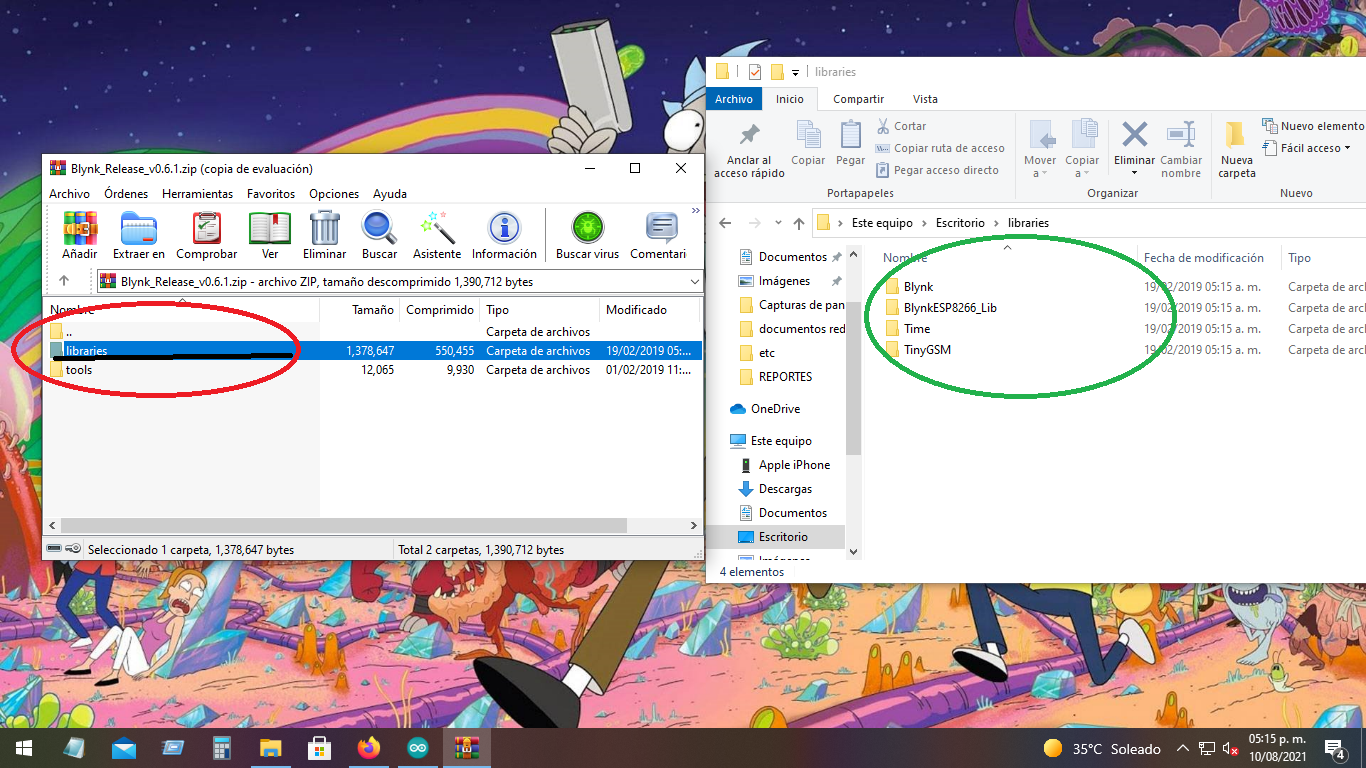 Blynk_Release_v0.6.1.zip (copia de evaluación)
Archivo Órdenes Herramientas Favoritos Opciones Ayuda
Añadir Extraer en Comprobar Ver Eliminar Buscar Asistente Información Buscar virus Comentari
Blynk_Release_v0.6.1.zip - archivo ZIP, tamaño descomprimido 1,390,712 bytes
Nombre Tamaño Comprimido Tipo Modificado
.. Carpeta de archivos
libraries 1,378,647 550,455 Carpeta de archivos 19/02/2019 05:...
tools 12,065 9,930 Carpeta de archivos 01/02/2019 11:...
Seleccionado 1 carpeta, 1,378,647 bytes Total 2 carpetas, 1,390,712 bytes
libraries
Archivo Inicio Compartir Vista
Anclar al acceso rápido
Copiar
Pegar
Cortar
Copiar ruta de acceso
Pegar acceso directo
Mover a
Copiar a
Eliminar
Cambiar nombre
Nueva carpeta
Nuevo elemento
Fácil acceso
Portapapeles Organizar Nuevo
Este equipo Escritorio libraries
Documentos
Imágenes
Capturas de pan
documentos red
etc
REPORTES
OneDrive
Este equipo
Apple iPhone
Descargas
Documentos
Escritorio
Imágenes
Nombre Fecha de modificación Tipo
Blynk 19/02/2019 05:15 a. m. Carpeta de arch
BlynkESP8266_Lib 19/02/2019 05:15 a. m. Carpeta de arch
Time 19/02/2019 05:15 a. m. Carpeta de arch
TinyGSM 19/02/2019 05:15 a. m. Carpeta de arch
4 elementos
35°C Soleado
05:15 p. m.
10/08/2021
4